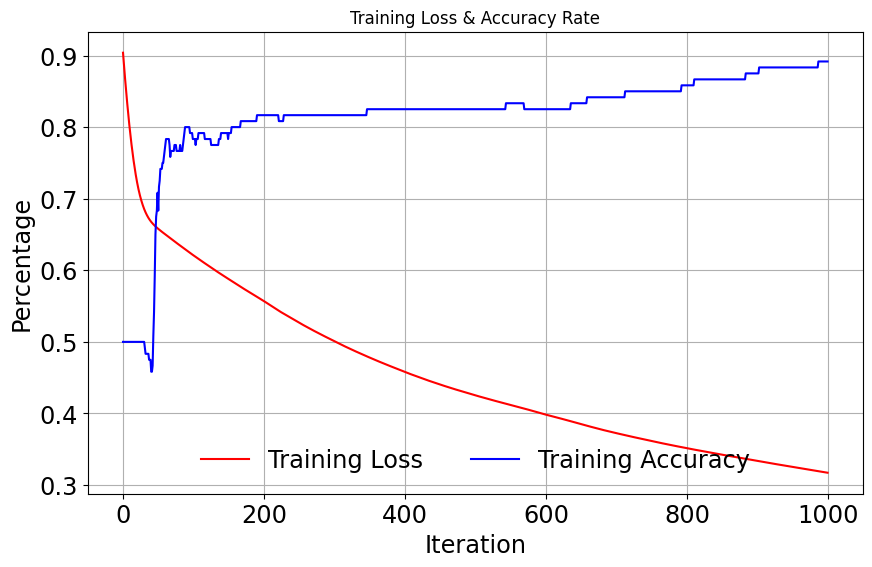 Training Loss & Accuracy Rate
Percentage
0.9
0.8
0.7
0.6
0.5
0.4
0.3
Training Loss Training Accuracy
0 200 400 600 800 1000
Iteration